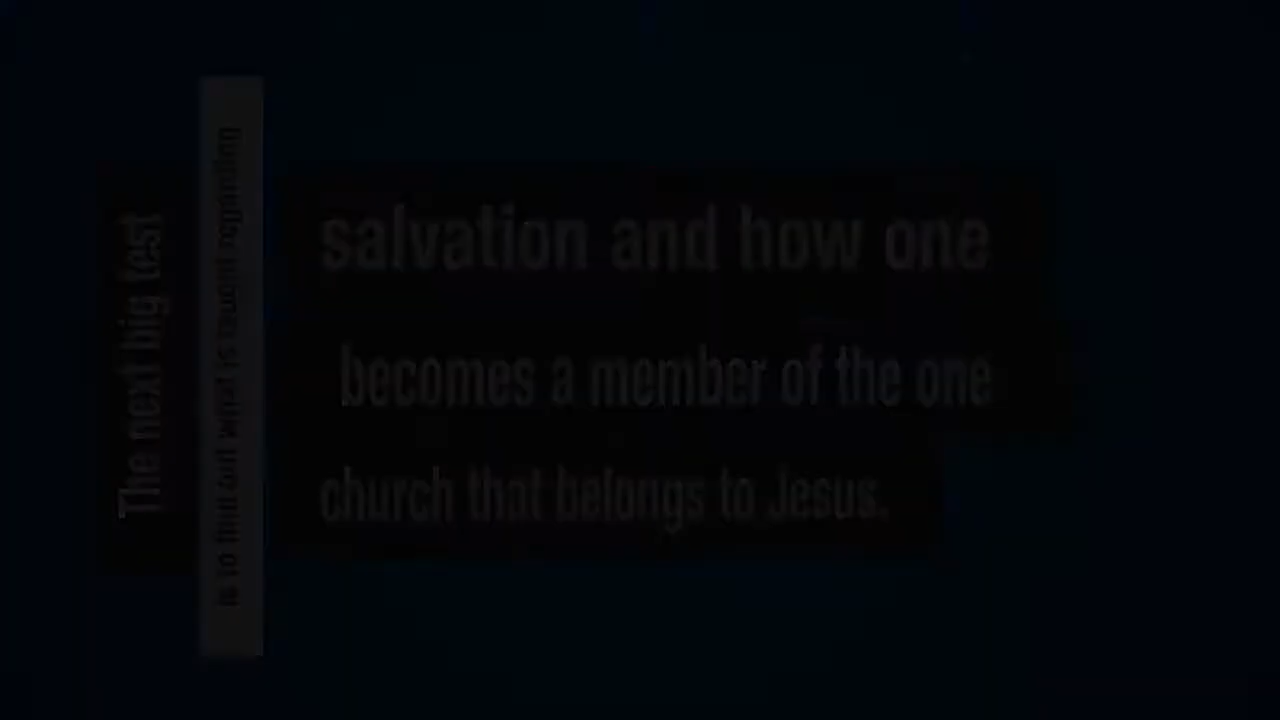 The next big test
is to find out what is taught regarding
salvation and how one
becomes a member of the one
church that belongs to Jesus.